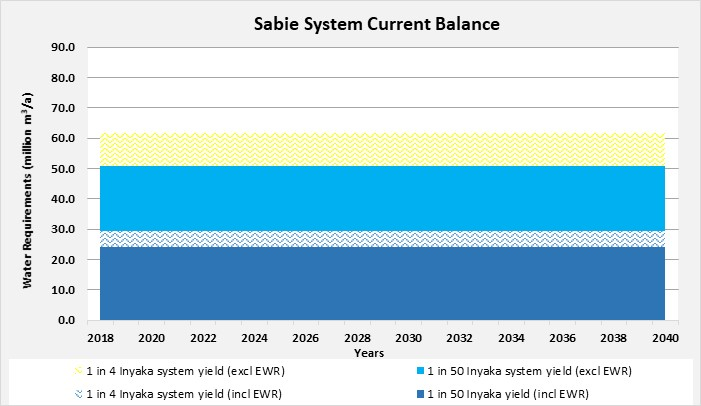 Sabie System Current Balance
Water Requirements (million m³/a)
90.0
80.0
70.0
60.0
50.0
40.0
30.0
20.0
10.0
0.0
2018 2020 2022 2024 2026 2028 2030 2032 2034 2036 2038 2040
Years
1 in 4 Inyaka system yield (excl EWR) 1 in 50 Inyaka system yield (excl EWR)
1 in 4 Inyaka system yield (incl EWR) 1 in 50 Inyaka yield (incl EWR)